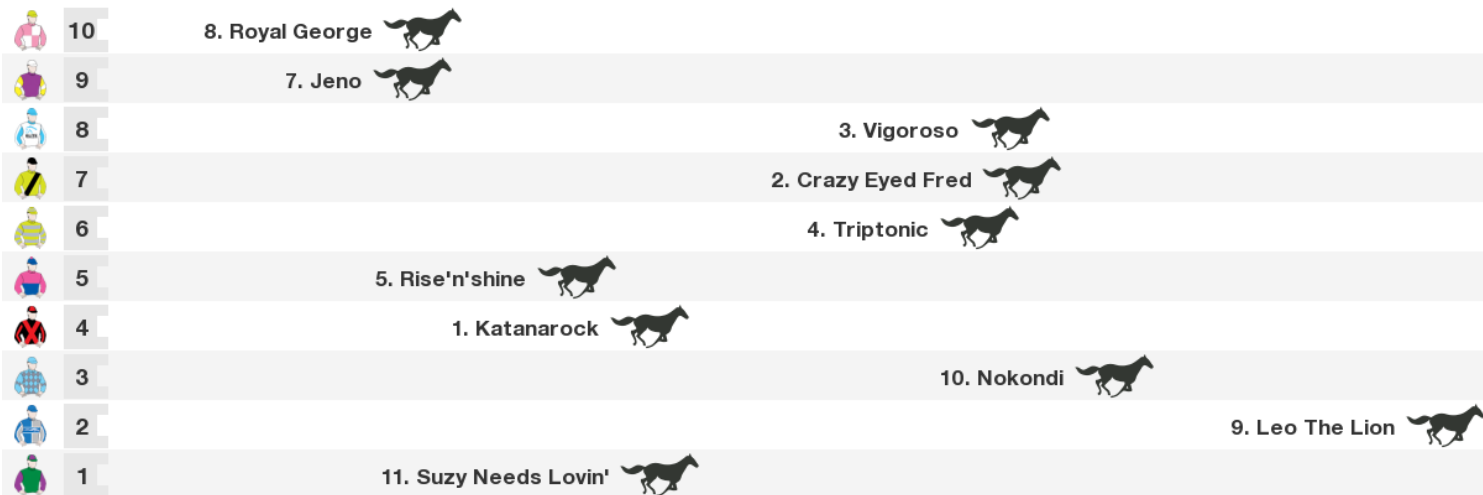 10 8. Royal George
9 7. Jeno
8 3. Vigoroso
7 2. Crazy Eyed Fred
6 4. Triptonic
5 5. Rise'n'shine
4 1. Katanarock
3 10. Nokondi
2 9. Leo The Lion
1 11. Suzy Needs Lovin'